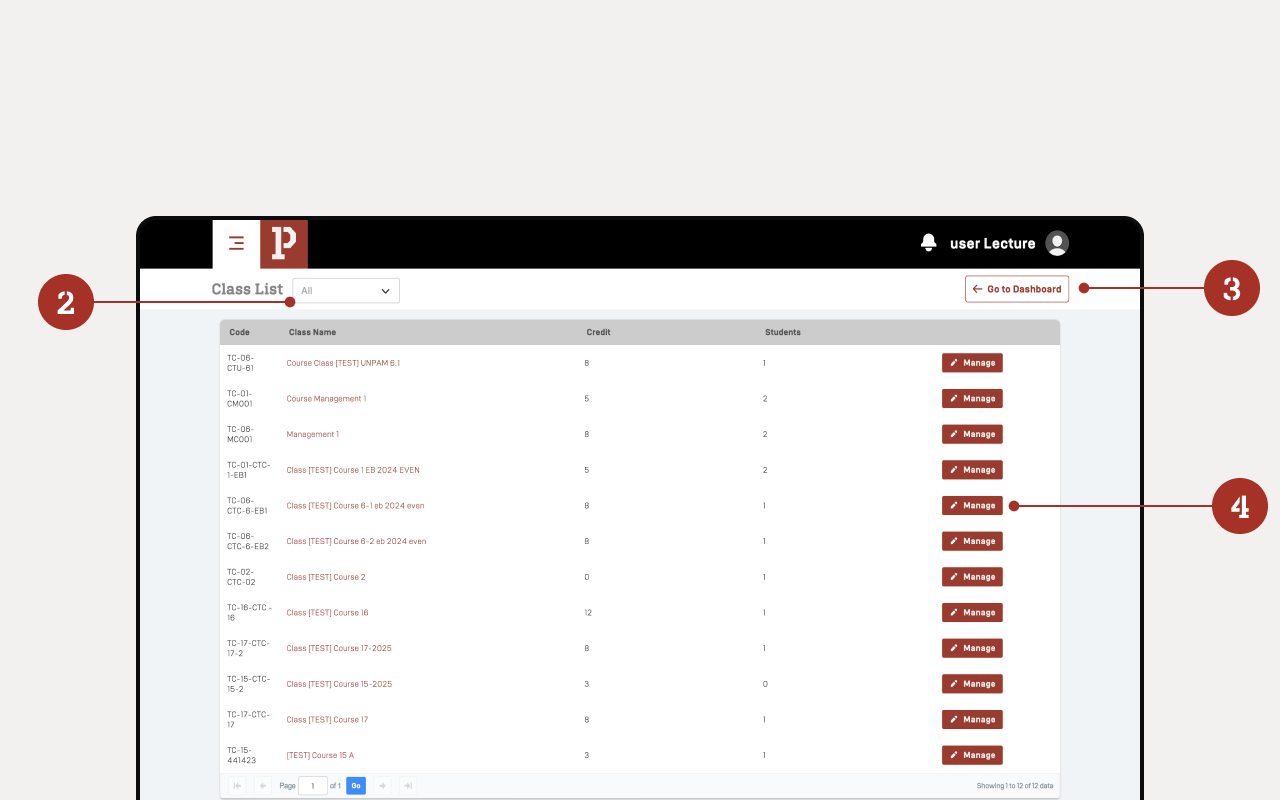 P
user Lecture
2
Class List
All
Go to Dashboard
3
Code Class Name Credit Students
TC-06-
CTU-61
Course Class [TEST] UNPAM 6.1 8 1 Manage
TC-01-
CM001
Course Management 1 5 2 Manage
TC-06-
MC001
Management 1 8 2 Manage
TC-01-CTC-
1-EB1
Class [TEST] Course 1 EB 2024 EVEN 5 2 Manage
TC-06-
CTC-6-EB1
Class [TEST] Course 6-1 eb 2024 even 8 1 Manage
4
TC-06-
CTC-6-EB2
Class [TEST] Course 6-2 eb 2024 even 8 1 Manage
TC-02-
CTC-02
Class [TEST] Course 2 0 1 Manage
TC-16-CTC -
16
Class [TEST] Course 16 12 1 Manage
TC-17-CTC-
17-2
Class [TEST] Course 17-2025 8 1 Manage
TC-15-CTC-
15-2
Class [TEST] Course 15-2025 3 0 Manage
TC-17-CTC-
17
Class [TEST] Course 17 8 1 Manage
TC-15-
441423
[TEST] Course 15 A 3 1 Manage
Page 1 of 1 Go
Showing 1 to 12 of 12 data